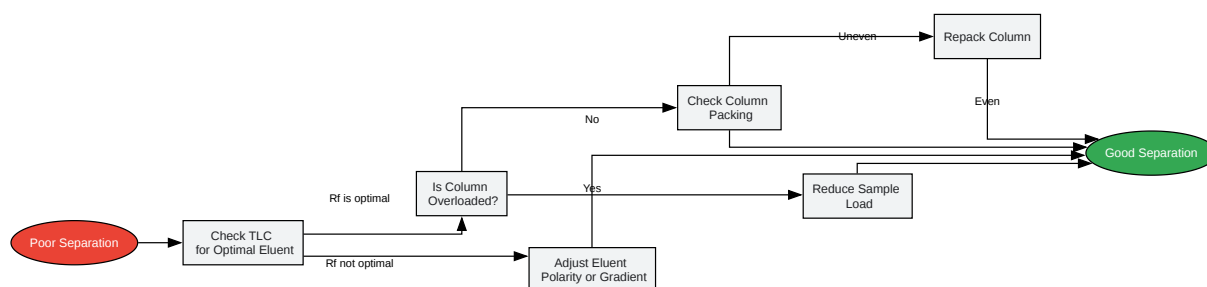 Poor Separation
Check TLC
for Optimal Eluent
Rf is optimal
Rf not optimal
Is Column
Overloaded?
No
Yes
Adjust Eluent
Polarity or Gradient
Check Column
Packing
Uneven
Repack Column
Even
Reduce Sample
Load
Good Separation